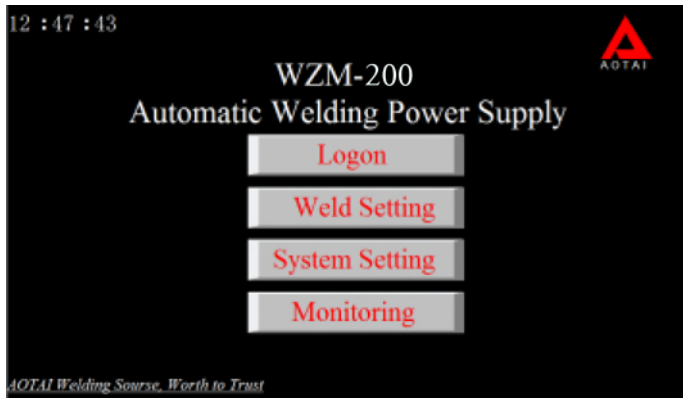 12 :47 :43
AOTAI
WZM-200
Automatic Welding Power Supply
Logon
Weld Setting
System Setting
Monitoring
AOTAI Welding Sourse, Worth to Trust